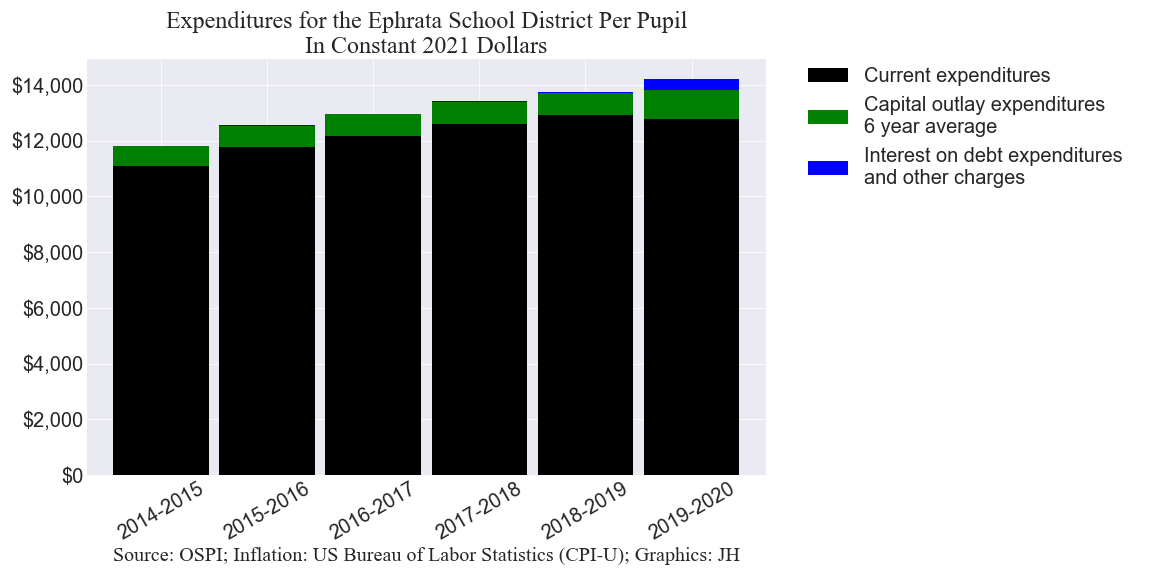 Expenditures for the Ephrata School District Per Pupil
In Constant 2021 Dollars
$14,000
$12,000
$10,000
$8,000
$6,000
$4,000
$2,000
$0
2014-2015
2015-2016
2016-2017
2017-2018
2018-2019
2019-2020
Current expenditures
Capital outlay expenditures
6 year average
Interest on debt expenditures
and other charges
Source: OSPI; Inflation: US Bureau of Labor Statistics (CPI-U); Graphics: JH